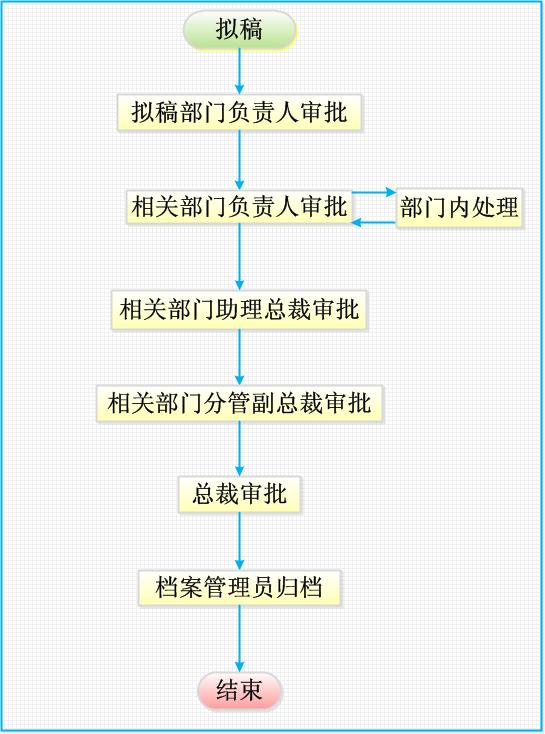 拟稿
拟稿部门负责人审批
相关部门负责人审批
部门内处理
相关部门助理总裁审批
相关部门分管副总裁审批
总裁审批
档案管理员归档
结束